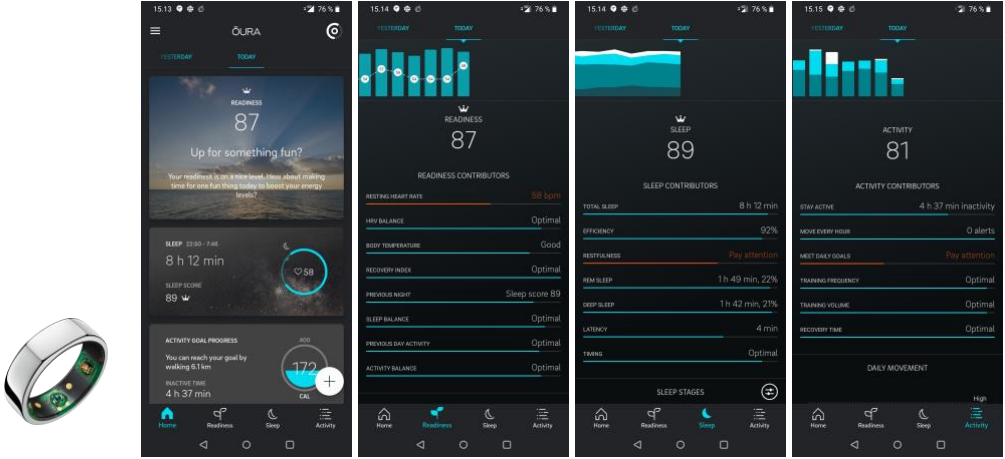 15.13
76 %
ŌURA
YESTERDAY
TODAY
READINESS
87
Up for something fun?
Your readiness is on a nice level. How about making
time for one fun thing today to boost your energy
levels?
SLEEP 22:50 - 7:46
8 h 12 min
58
SLEEP SCORE
89
ACTIVITY GOAL PROGRESS
You can reach your goal by
walking 6.1 km
INACTIVE TIME
4 h 37 min
172
CAL
+
Home
Readiness
Sleep
Activity
15.14
76 %
YESTERDAY
TODAY
READINESS
87
READINESS CONTRIBUTORS
RESTING HEART RATE 58 bpm
HRV BALANCE Optimal
BODY TEMPERATURE Good
RECOVERY INDEX Optimal
PREVIOUS NIGHT Sleep score 89
SLEEP BALANCE Optimal
PREVIOUS DAY ACTIVITY Optimal
ACTIVITY BALANCE Optimal
Home
Readiness
Sleep
Activity
15.14
76 %
YESTERDAY
TODAY
SLEEP
89
SLEEP CONTRIBUTORS
TOTAL SLEEP 8 h 12 min
EFFICIENCY 92%
RESTFULNESS Pay attention
REM SLEEP 1 h 49 min, 22%
DEEP SLEEP 1 h 42 min, 21%
LATENCY 4 min
TIMING Optimal
SLEEP STAGES
Home
Readiness
Sleep
Activity
15.15
76 %
YESTERDAY
TODAY
ACTIVITY
81
ACTIVITY CONTRIBUTORS
STAY ACTIVE 4 h 37 min inactivity
MOVE EVERY HOUR 0 alerts
MEET DAILY GOALS Pay attention
TRAINING FREQUENCY Optimal
TRAINING VOLUME Optimal
RECOVERY TIME Optimal
DAILY MOVEMENT
High
Home
Readiness
Sleep
Activity